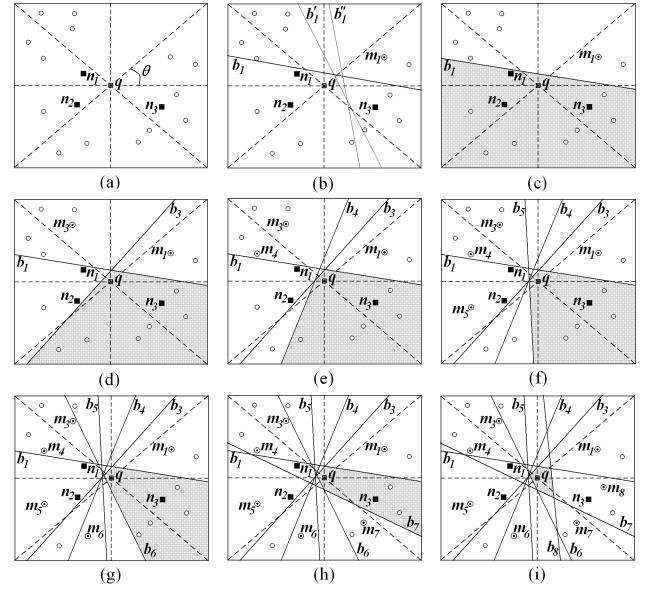 θ
n1
q
n2
n3
(a)
b'1 b''1
m1
b1
n1
q
n2
n3
(b)
m1
b1
n1
q
n2
n3
(c)
b3
m3
m1
b1
n1
q
n2
n3
(d)
b4 b3
m3
m4 m1
b1
n1
q
n2
n3
(e)
b5 b4 b3
m3
m4 m1
b1
n1
q
n2
n3
m5
(f)
b5 b4 b3
m3
m4 m1
b1
n1
q
n2
n3
m5
m6
b6
(g)
b5 b4 b3
m3
b1 m4 m1
n1
q
n2
n3
m5
m7
m6
b7
b6
(h)
b5 b4 b3
m3
b1 m4 m1
n1
q
m8
n2
n3
m5
m7
m6
b7
b8 b6
(i)